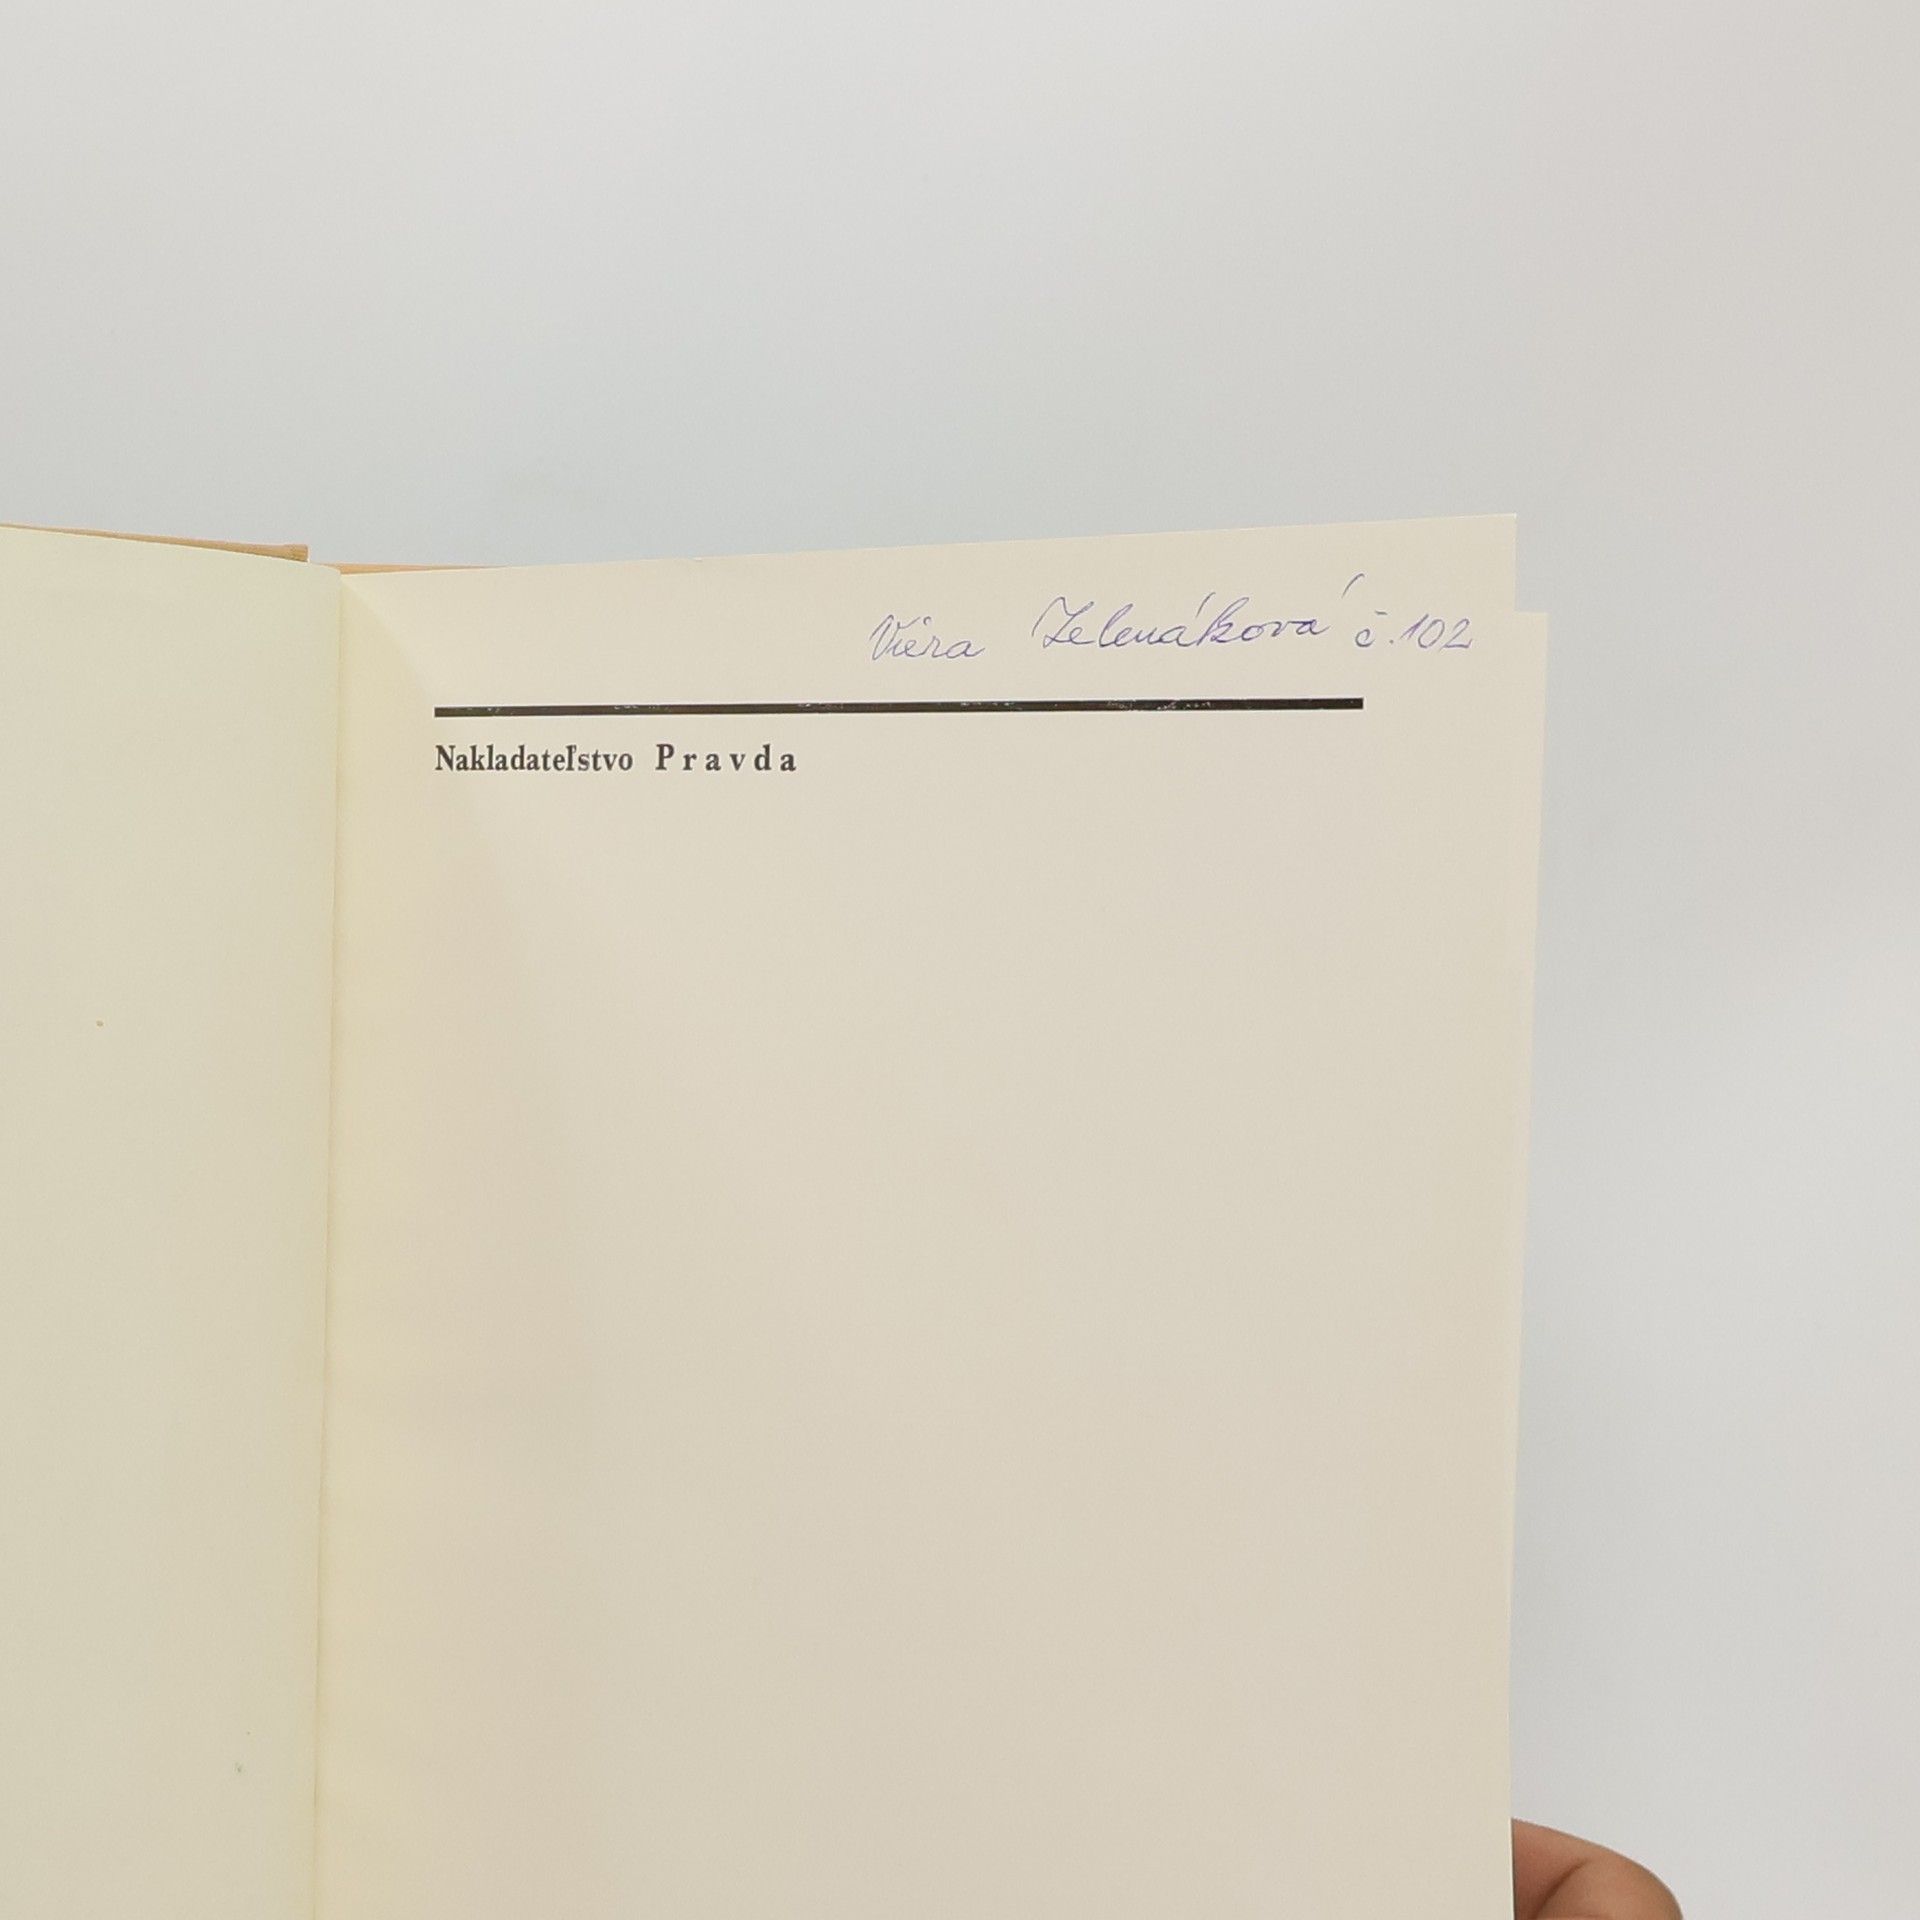 Viera Zelenáková č. 102
Nakladateľstvo Pravda